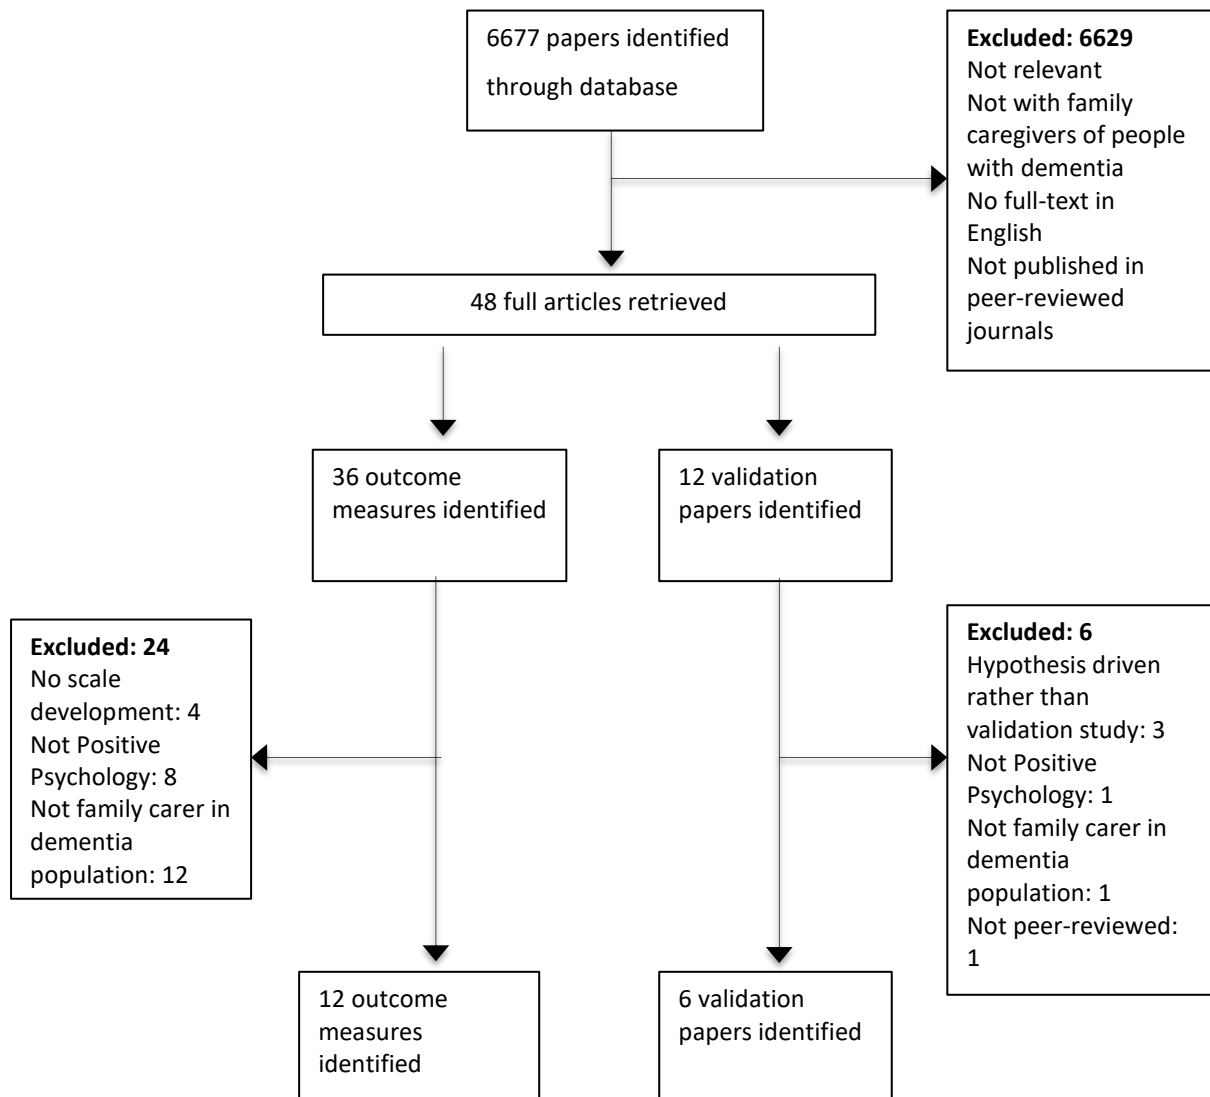 6677 papers identified
through database
Excluded: 6629
Not relevant
Not with family
caregivers of people
with dementia
No full-text in
English
Not published in
peer-reviewed
journals
48 full articles retrieved
36 outcome
measures identified
12 validation
papers identified
Excluded: 24
No scale
development: 4
Not Positive
Psychology: 8
Not family carer in
dementia
population: 12
Excluded: 6
Hypothesis driven
rather than
validation study: 3
Not Positive
Psychology: 1
Not family carer in
dementia
population: 1
Not peer-reviewed:
1
12 outcome
measures
identified
6 validation
papers identified